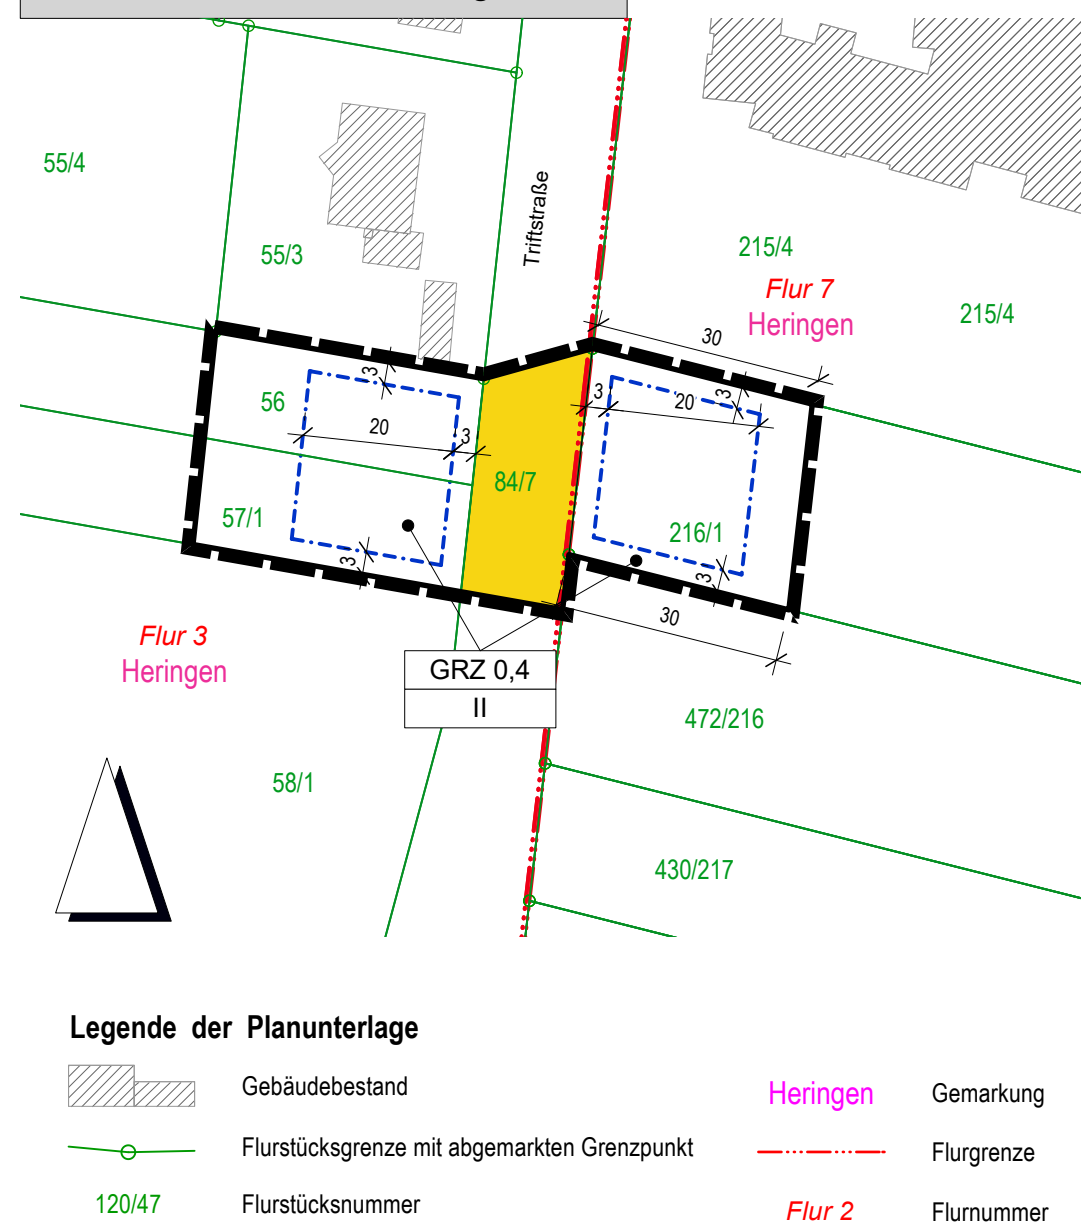 55/4
55/3
Triftstraße
215/4
Flur 7
Heringen
215/4
30
3
3
20
3
56
20
3
84/7
57/1
216/1
3
3
30
Flur 3
Heringen
GRZ 0,4
II
472/216
58/1
430/217
Legende der Planunterlage
Gebäudebestand
Heringen
Gemarkung
Flurstücksgrenze mit abgemarkten Grenzpunkt
Flurgrenze
120/47
Flurstücksnummer
Flur 2
Flurnummer